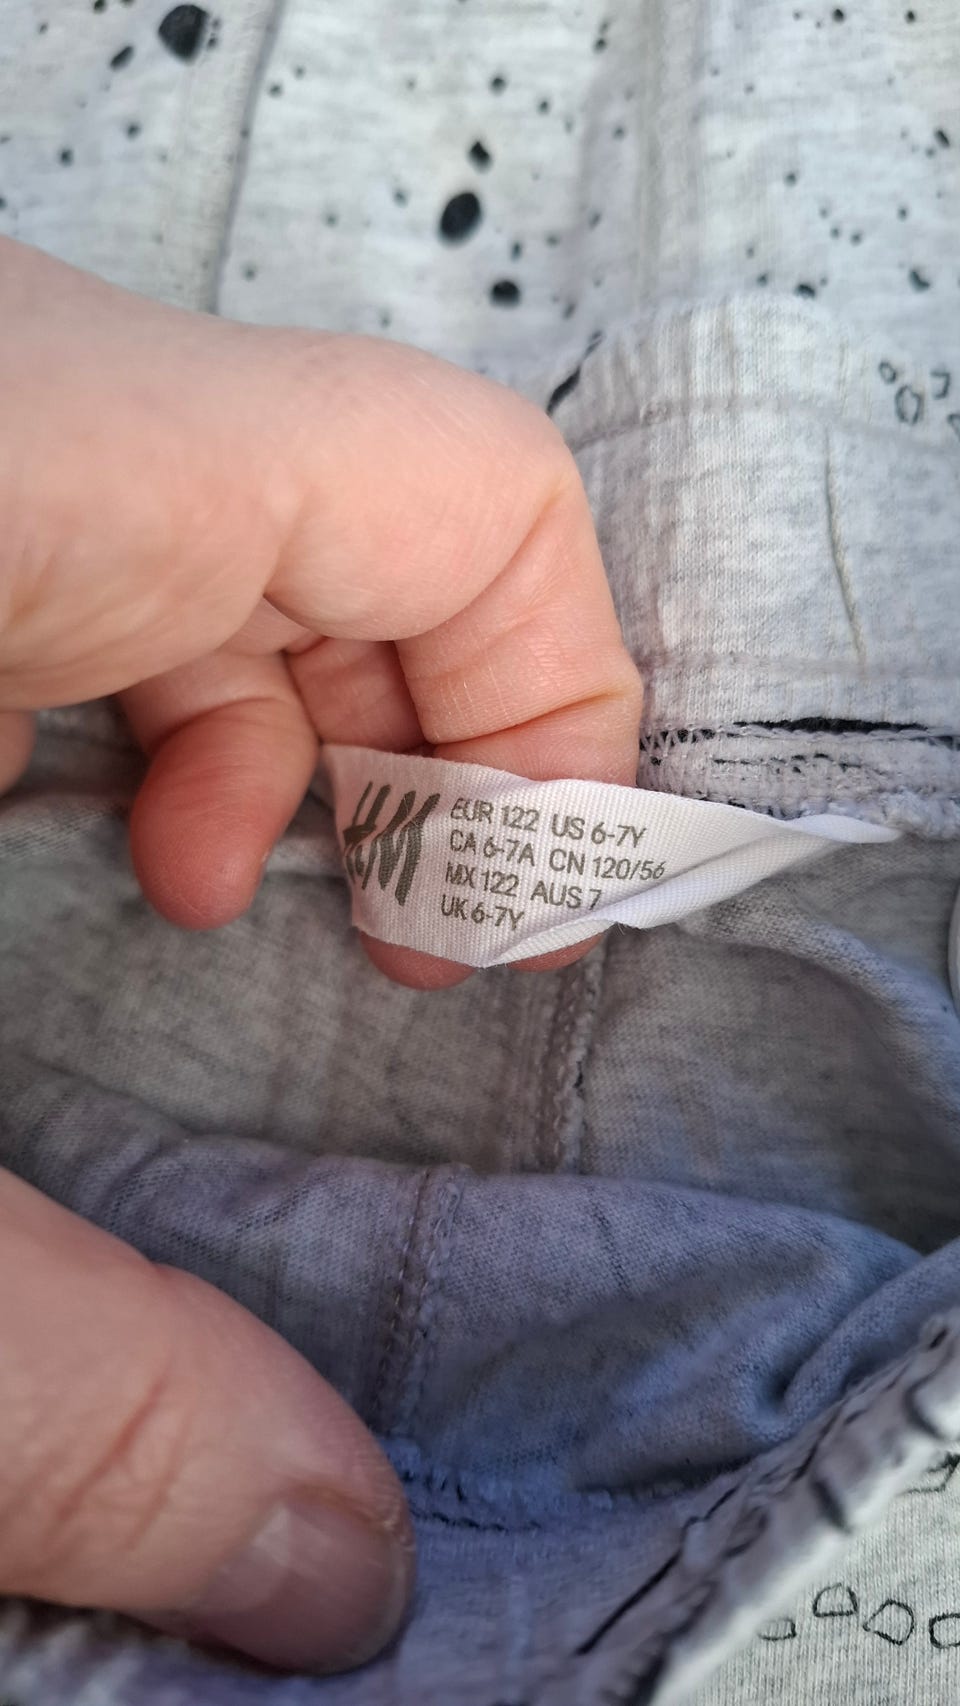 H&M
EUR 122 US 6-7Y
CA 6-7A CN 120/56
MX 122 AUS 7
UK 6-7Y